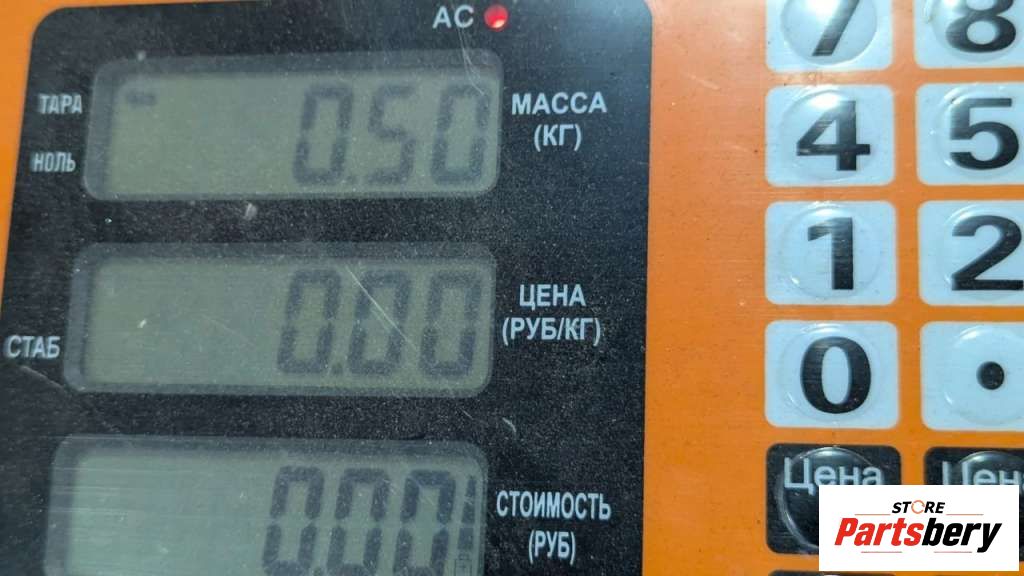 AC
ТАРА
0.50
МАССА
(КГ)
НОЛЬ
0.00
ЦЕНА
(РУБ/КГ)
СТАБ
0.00
СТОИМОСТЬ
(РУБ)
7 8
4 5
1 2
0 .
Цена
STORE
Partsbery